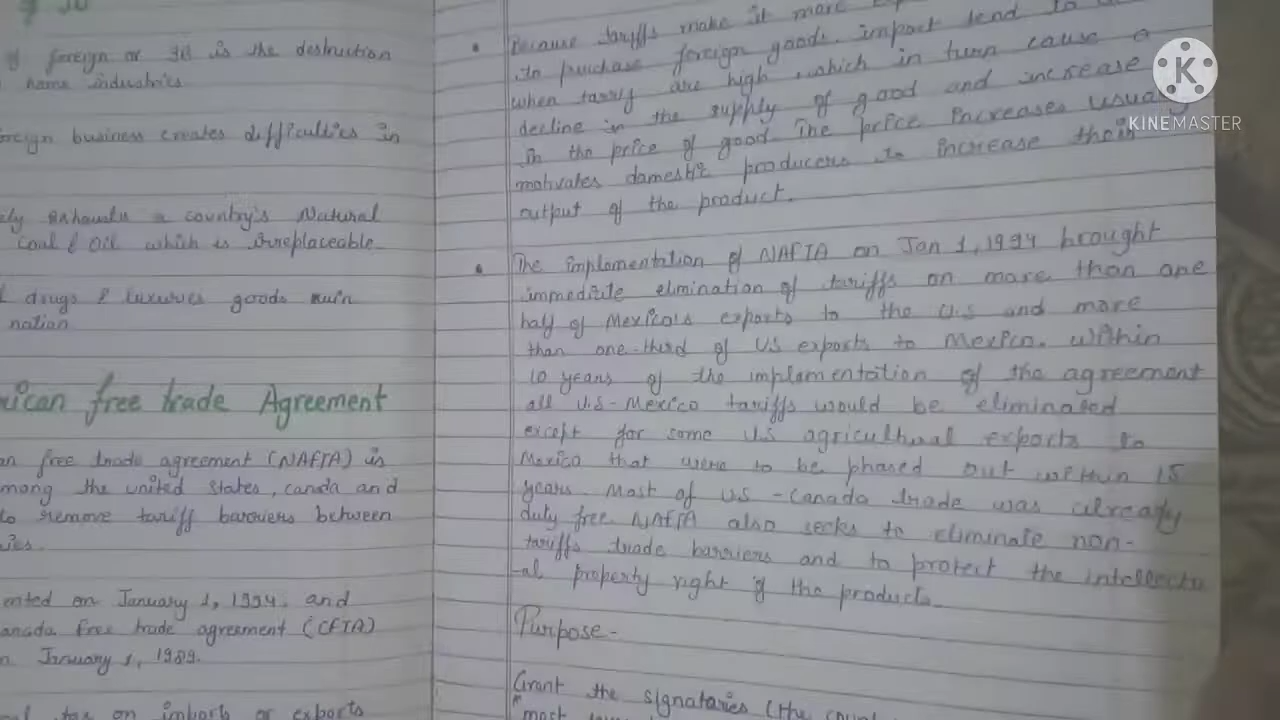 of foreign or It is the destruction
home industries
foreign business creates difficulties in
a country's Natural
Coal & Oil which is irreplaceable
drugs & luxuries goods ruin
nation
rican free trade Agreement
an free trade agreement (NAFTA) is
mong the united states, canda and
to remove tariff barriers between
ies.
ented on January 1, 1994. and
anada free trade agreement (CFTA)
n January 1, 1989.
tax on imports or exports
• Because tariffs make it more
to purchase foreign goods. import tend to
when tariff are high which in turn cause a
decline in the supply of good and increase
in the price of good The price increases usually
motivates domestic producers to increase their
output of the product.
• The implementation of NAFTA on Jan 1, 1994 brought
immediate elimination of tariffs on more than one
half of Mexico's exports to the U.S and more
than one-third of US exports to Mexico. within
10 years of the implementation of the agreement
all U.S-Mexico tariffs would be eliminated
except for some U.S agricultural exports to
Mexico that were to be phased out within 15
years. Most of US-Canada trade was already
duty free. NAFTA also seeks to eliminate non-
tariffs trade barriers and to protect the intellectu
-al property right of the products.
Purpose-
Grant the signataries (the
most
KINEMASTER